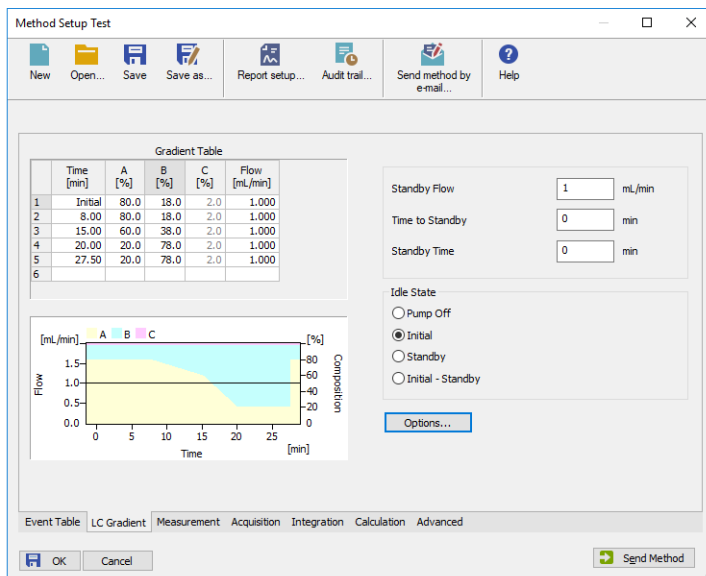 Method Setup Test
New Open... Save Save as... Report setup... Audit trail... Send method by e-mail... Help
Gradient Table
Time [min] A [%] B [%] C [%] Flow [mL/min]
1 Initial 80.0 18.0 2.0 1.000
2 8.00 80.0 18.0 2.0 1.000
3 15.00 60.0 38.0 2.0 1.000
4 20.00 20.0 78.0 2.0 1.000
5 27.50 20.0 78.0 2.0 1.000
6
Standby Flow 1 mL/min
Time to Standby 0 min
Standby Time 0 min
Idle State
Pump Off
Initial
Standby
Initial - Standby
Options...
[mL/min] A B C [%]
1.5 80
60
1.0
40
0.5 20
0.0 0
Flow
Composition
0 5 10 15 20 25 [min]
Time
Event Table LC Gradient Measurement Acquisition Integration Calculation Advanced
OK Cancel Send Method